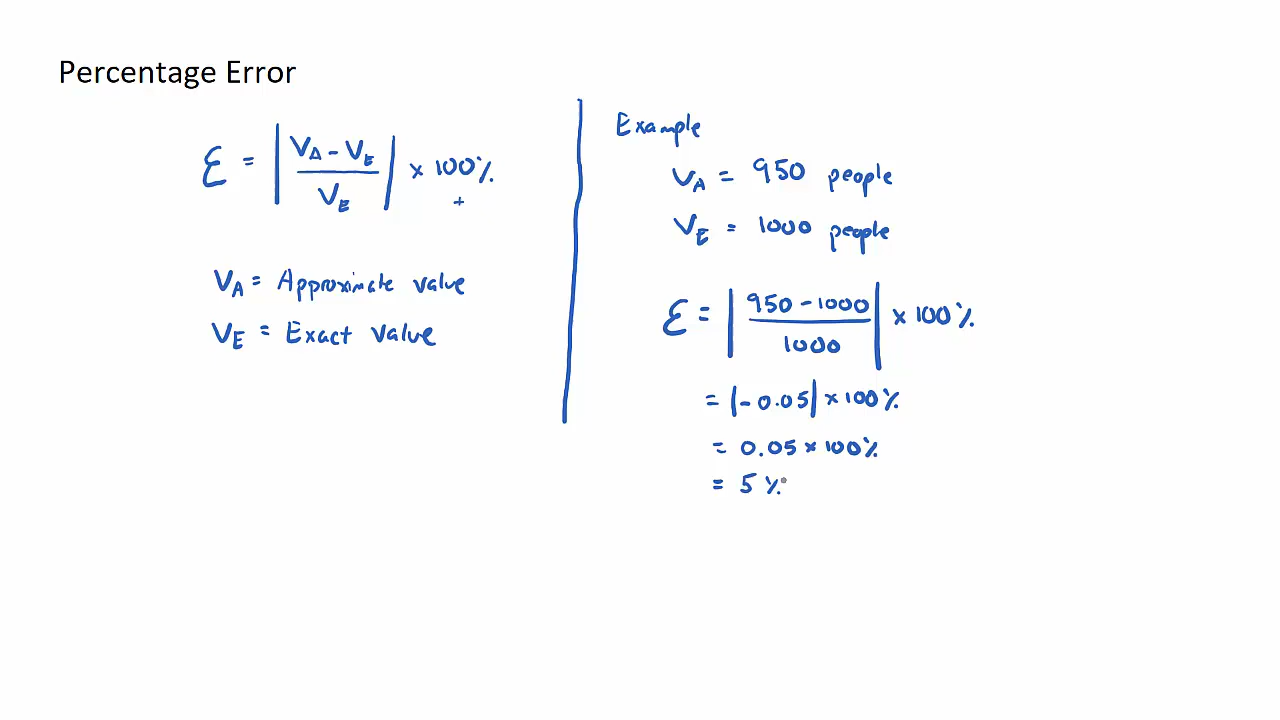 Percentage Error
ε = | (V_A - V_E) / V_E | × 100%
+
V_A = Approximate value
V_E = Exact value
Example
V_A = 950 people
V_E = 1000 people
ε = | (950 - 1000) / 1000 | × 100%
= |-0.05| × 100%
= 0.05 × 100%
= 5%